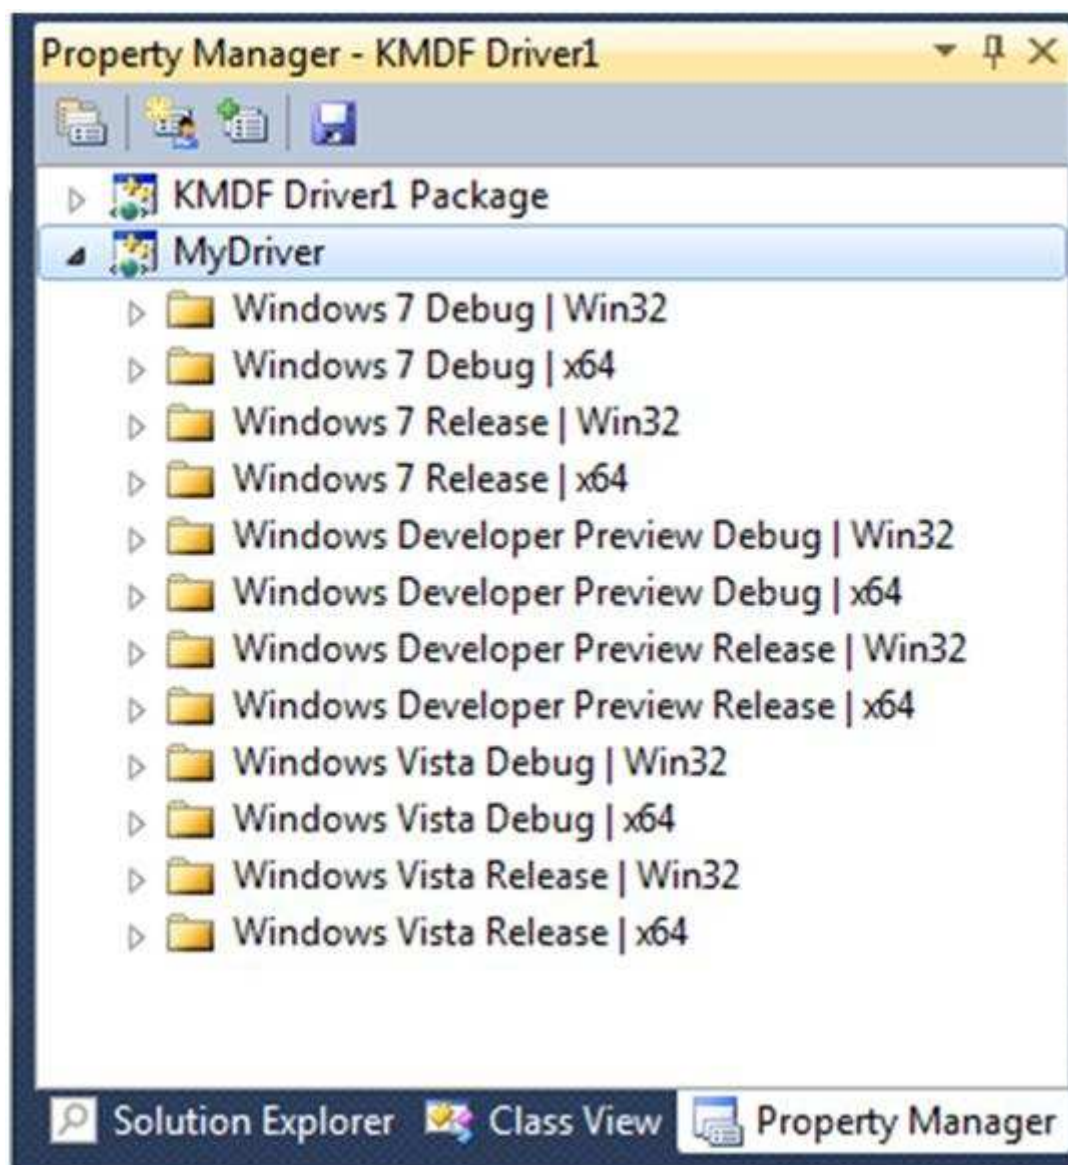 Property Manager - KMDF Driver1
KMDF Driver1 Package
MyDriver
Windows 7 Debug | Win32
Windows 7 Debug | x64
Windows 7 Release | Win32
Windows 7 Release | x64
Windows Developer Preview Debug | Win32
Windows Developer Preview Debug | x64
Windows Developer Preview Release | Win32
Windows Developer Preview Release | x64
Windows Vista Debug | Win32
Windows Vista Debug | x64
Windows Vista Release | Win32
Windows Vista Release | x64
Solution Explorer Class View Property Manager